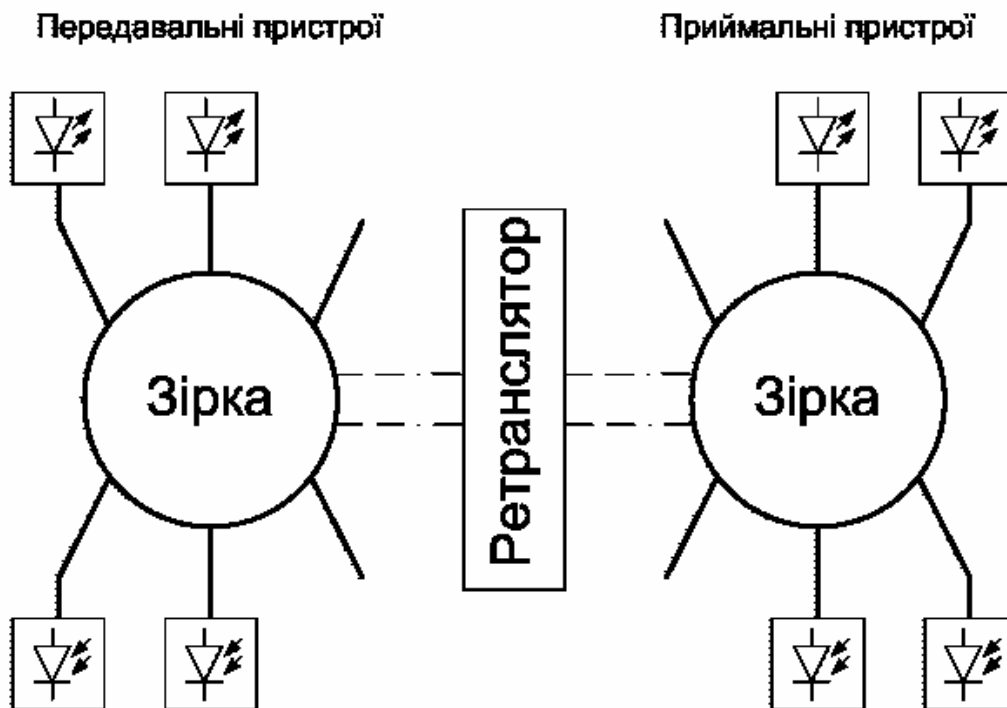 Передавальні пристрої
Приймальні пристрої
Зірка
Ретранслятор
Зірка